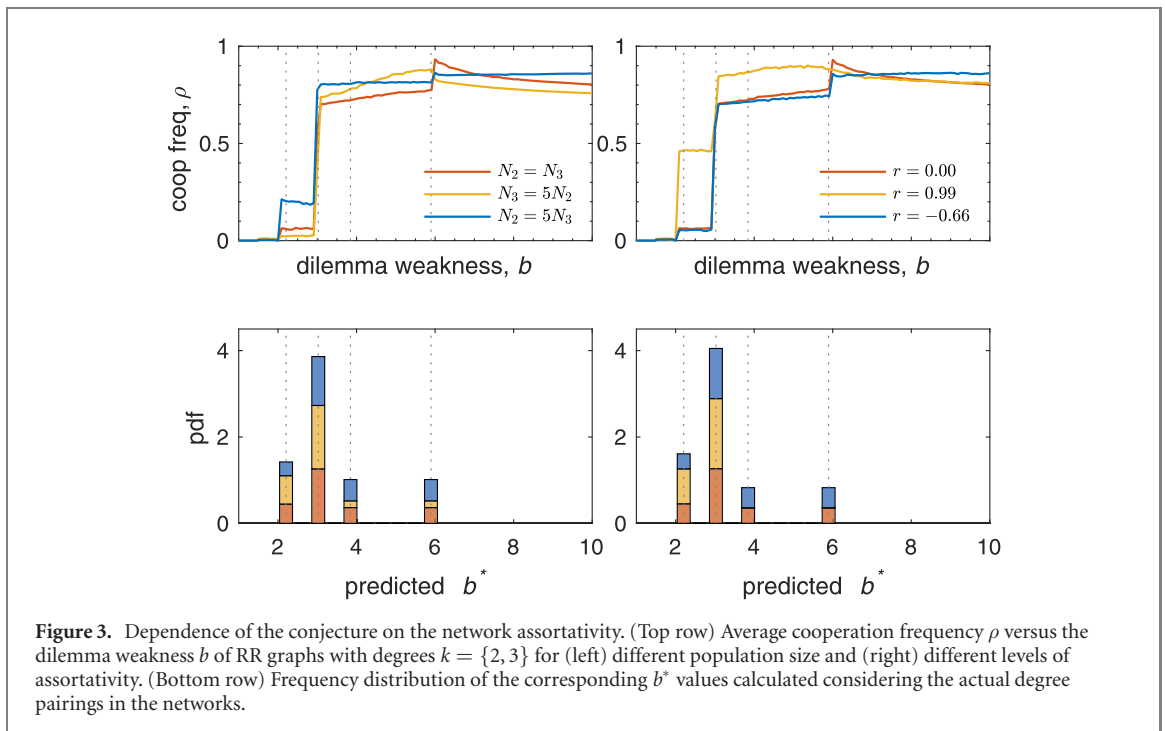 1
0.5
0
coop freq, ρ
N₂ = N₃
N₃ = 5N₂
N₂ = 5N₃
dilemma weakness, b
1
0.5
0
r = 0.00
r = 0.99
r = −0.66
dilemma weakness, b
4
2
0
pdf
2 4 6 8 10
predicted b*
4
2
0
2 4 6 8 10
predicted b*
Figure 3. Dependence of the conjecture on the network assortativity. (Top row) Average cooperation frequency ρ versus the
dilemma weakness b of RR graphs with degrees k = {2, 3} for (left) different population size and (right) different levels of
assortativity. (Bottom row) Frequency distribution of the corresponding b* values calculated considering the actual degree
pairings in the networks.